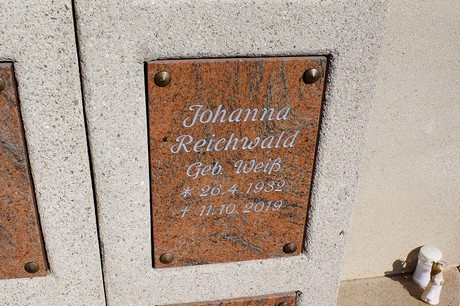 Johanna
Reichwald
Geb. Weiß
* 26.4.1932
† 11.10.2019